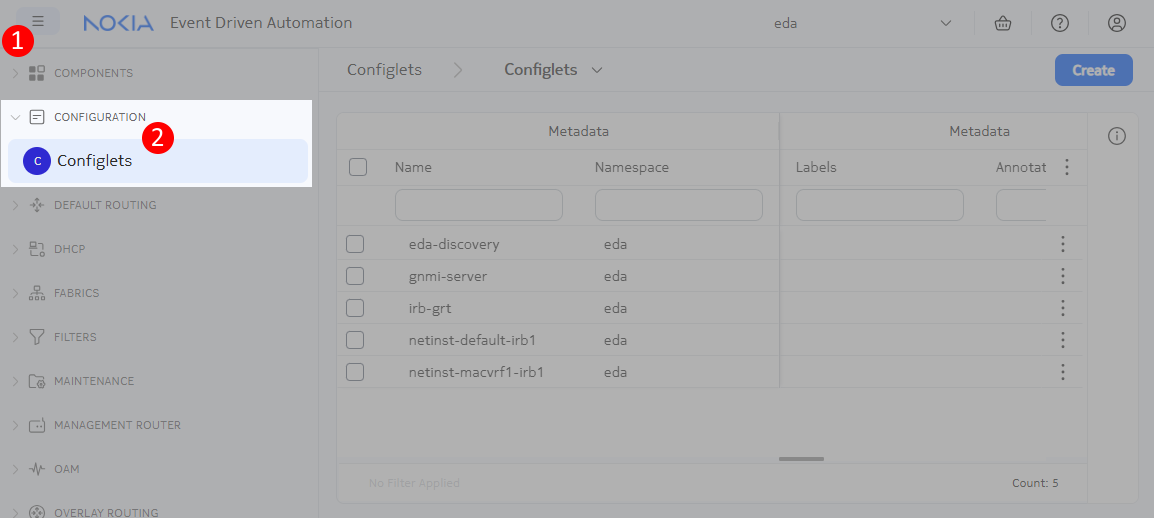 1
NOKIA Event Driven Automation eda
COMPONENTS
CONFIGURATION
2
C Configlets
DEFAULT ROUTING
DHCP
FABRICS
FILTERS
MAINTENANCE
MANAGEMENT ROUTER
OAM
OVERLAY ROUTING
Configlets Configlets Create
Metadata Metadata
Name Namespace Labels Annotat
eda-discovery eda
gnmi-server eda
irb-grt eda
netinst-default-irb1 eda
netinst-macvrf1-irb1 eda
No Filter Applied Count: 5